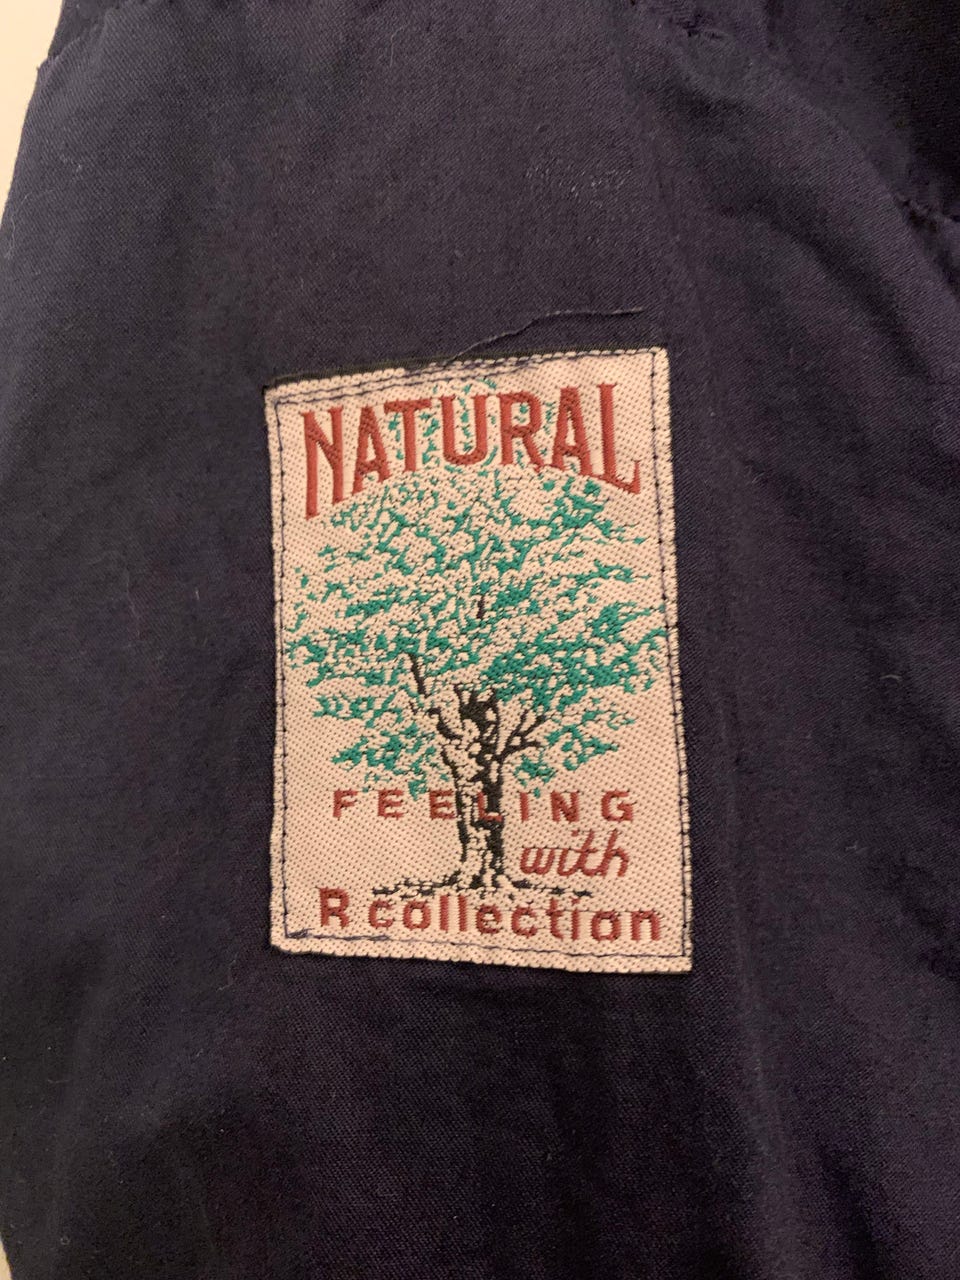 NATURAL
FEELING
with
R collection